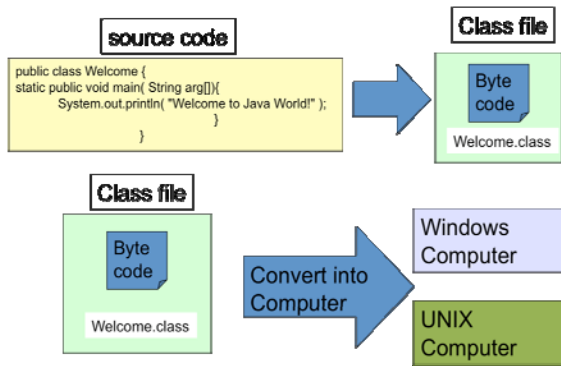 source code
public class Welcome {
static public void main( String arg[]){
System.out.println( "Welcome to Java World!" );
}
}
Class file
Byte
code
Welcome.class
Class file
Byte
code
Welcome.class
Convert into
Computer
Windows
Computer
UNIX
Computer